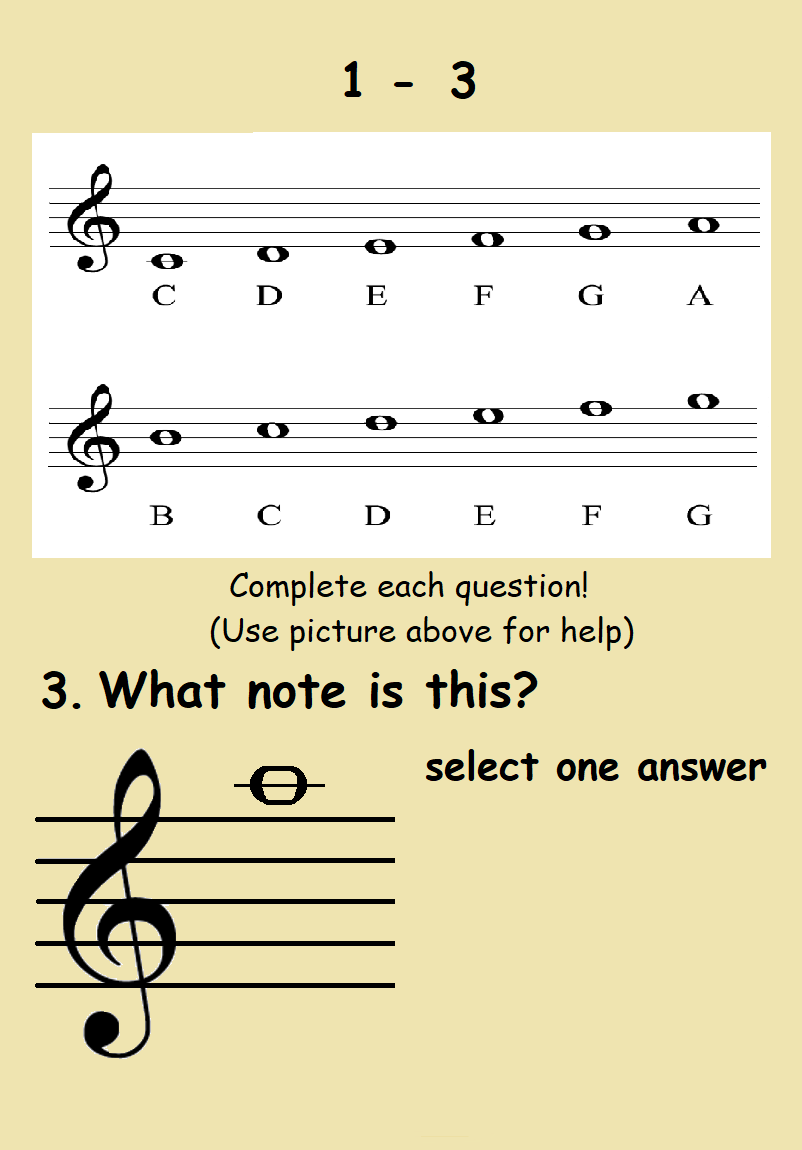 1 - 3
C D E F G A
B C D E F G
Complete each question!
(Use picture above for help)
3. What note is this?
select one answer